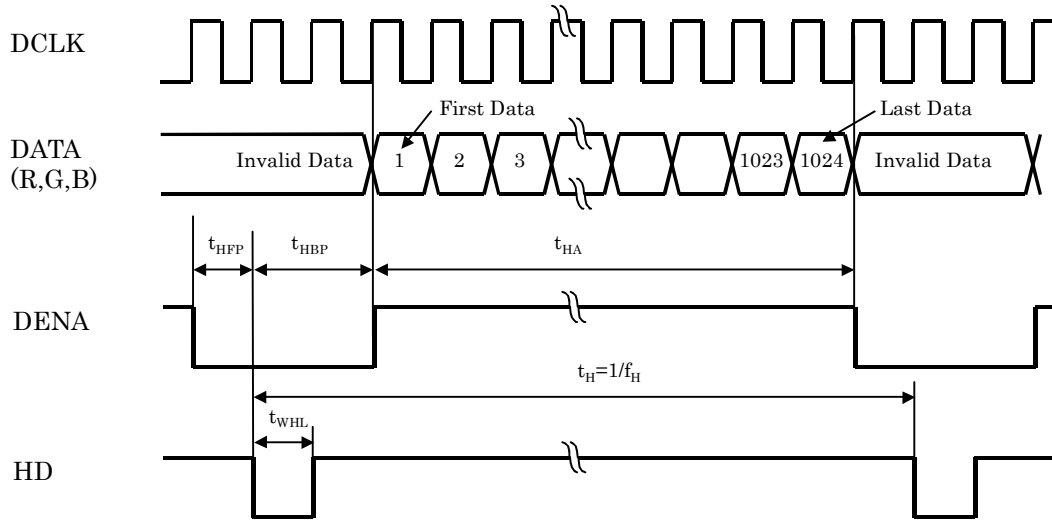 DCLK
First Data
Last Data
DATA
(R,G,B)
Invalid Data 1 2 3 1023 1024 Invalid Data
tHFP tHBP tHA
DENA
tH=1/fH
tWHL
HD